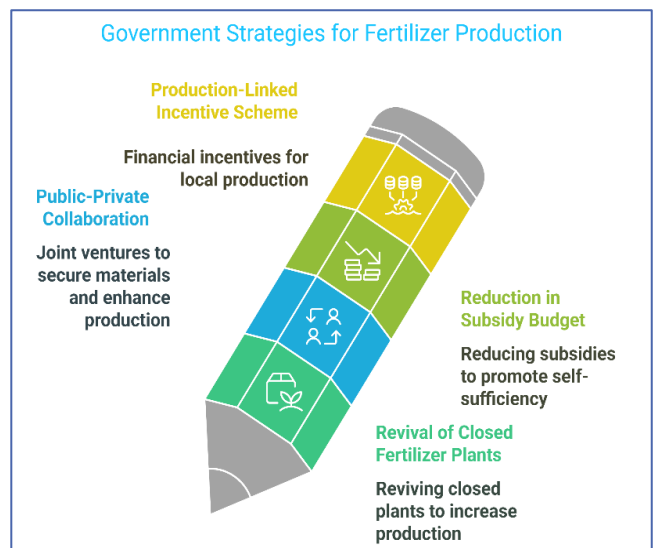 Government Strategies for Fertilizer Production
Production-Linked
Incentive Scheme
Financial incentives for
local production
Public-Private
Collaboration
Joint ventures to
secure materials
and enhance
production
Reduction in
Subsidy Budget
Reducing subsidies
to promote self-
sufficiency
Revival of Closed
Fertilizer Plants
Reviving closed
plants to increase
production